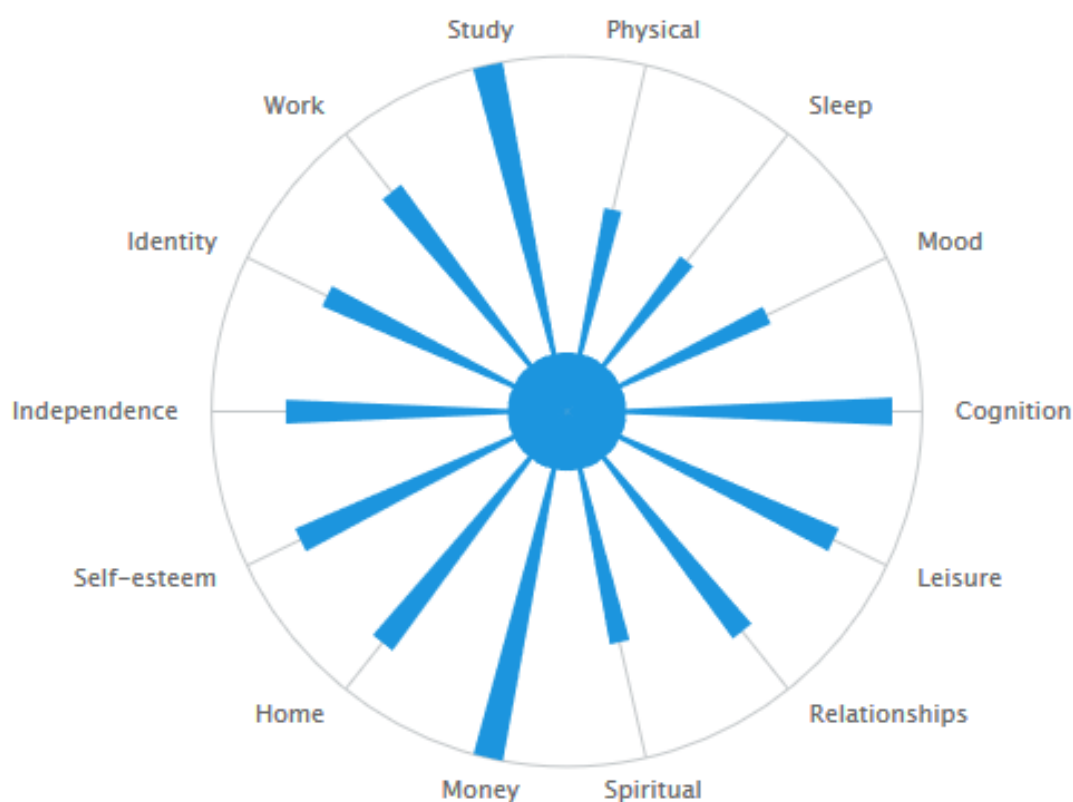 Study
Physical
Work
Sleep
Identity
Mood
Independence
Cognition
Self-esteem
Leisure
Home
Relationships
Money
Spiritual